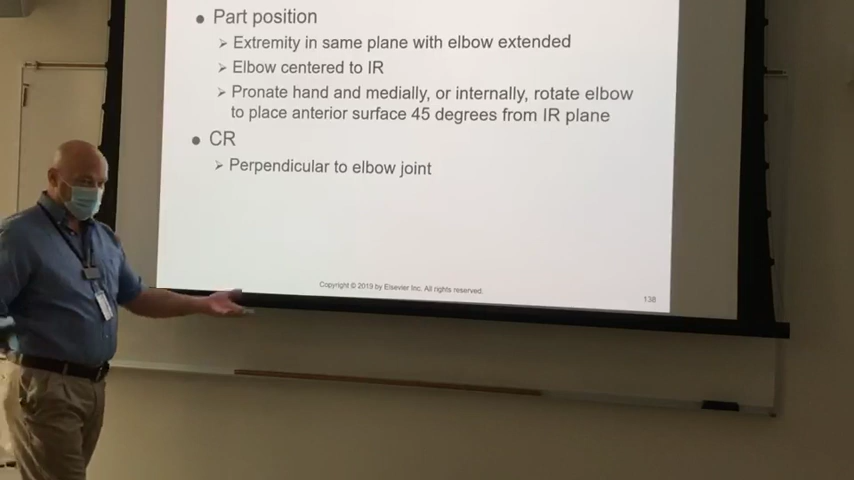 ● Part position
➢ Extremity in same plane with elbow extended
➢ Elbow centered to IR
➢ Pronate hand and medially, or internally, rotate elbow
to place anterior surface 45 degrees from IR plane
● CR
➢ Perpendicular to elbow joint
Copyright © 2019 by Elsevier Inc. All rights reserved.
138